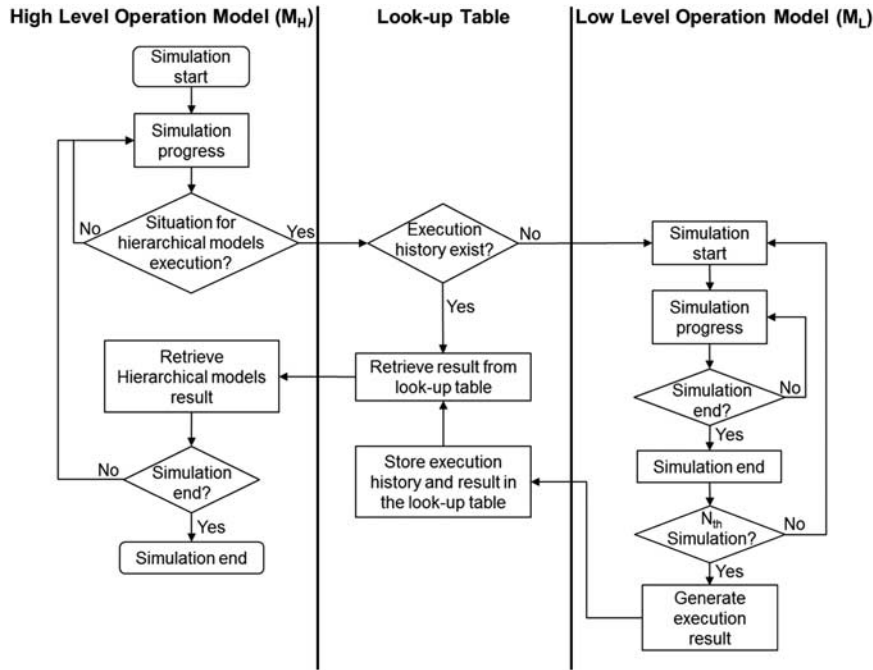 High Level Operation Model (M_H)
Look-up Table
Low Level Operation Model (M_L)
Simulation
start
Simulation
progress
No
Situation for
hierarchical models
execution?
Yes
Execution
history exist?
No
Yes
Simulation
start
Simulation
progress
Retrieve
Hierarchical models
result
Retrieve result from
look-up table
Simulation
end?
No
Yes
Simulation end
No
Simulation
end?
Yes
Simulation end
Store execution
history and result in
the look-up table
N_th
Simulation?
No
Yes
Generate
execution
result